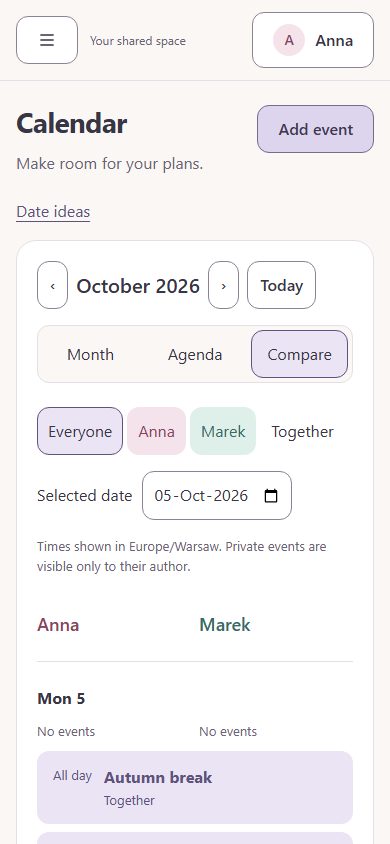 Your shared space
A Anna
Calendar
Add event
Make room for your plans.
Date ideas
‹ October 2026 › Today
Month Agenda Compare
Everyone Anna Marek Together
Selected date 05-Oct-2026
Times shown in Europe/Warsaw. Private events are
visible only to their author.
Anna Marek
Mon 5
No events No events
All day Autumn break
Together